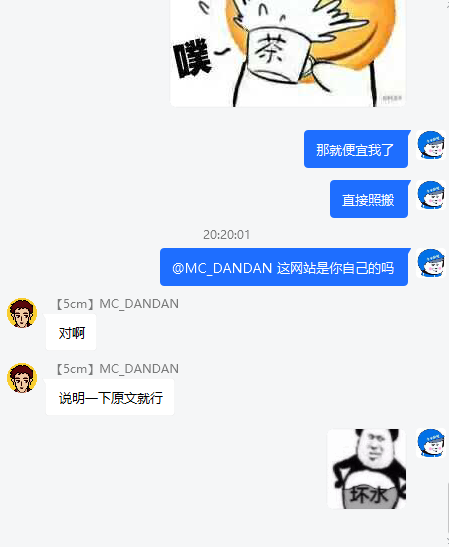 噗~
茶
那就便宜我了
直接照搬
20:20:01
@MC_DANDAN 这网站是你自己的吗
【5cm】MC_DANDAN
对啊
【5cm】MC_DANDAN
说明一下原文就行
坏水